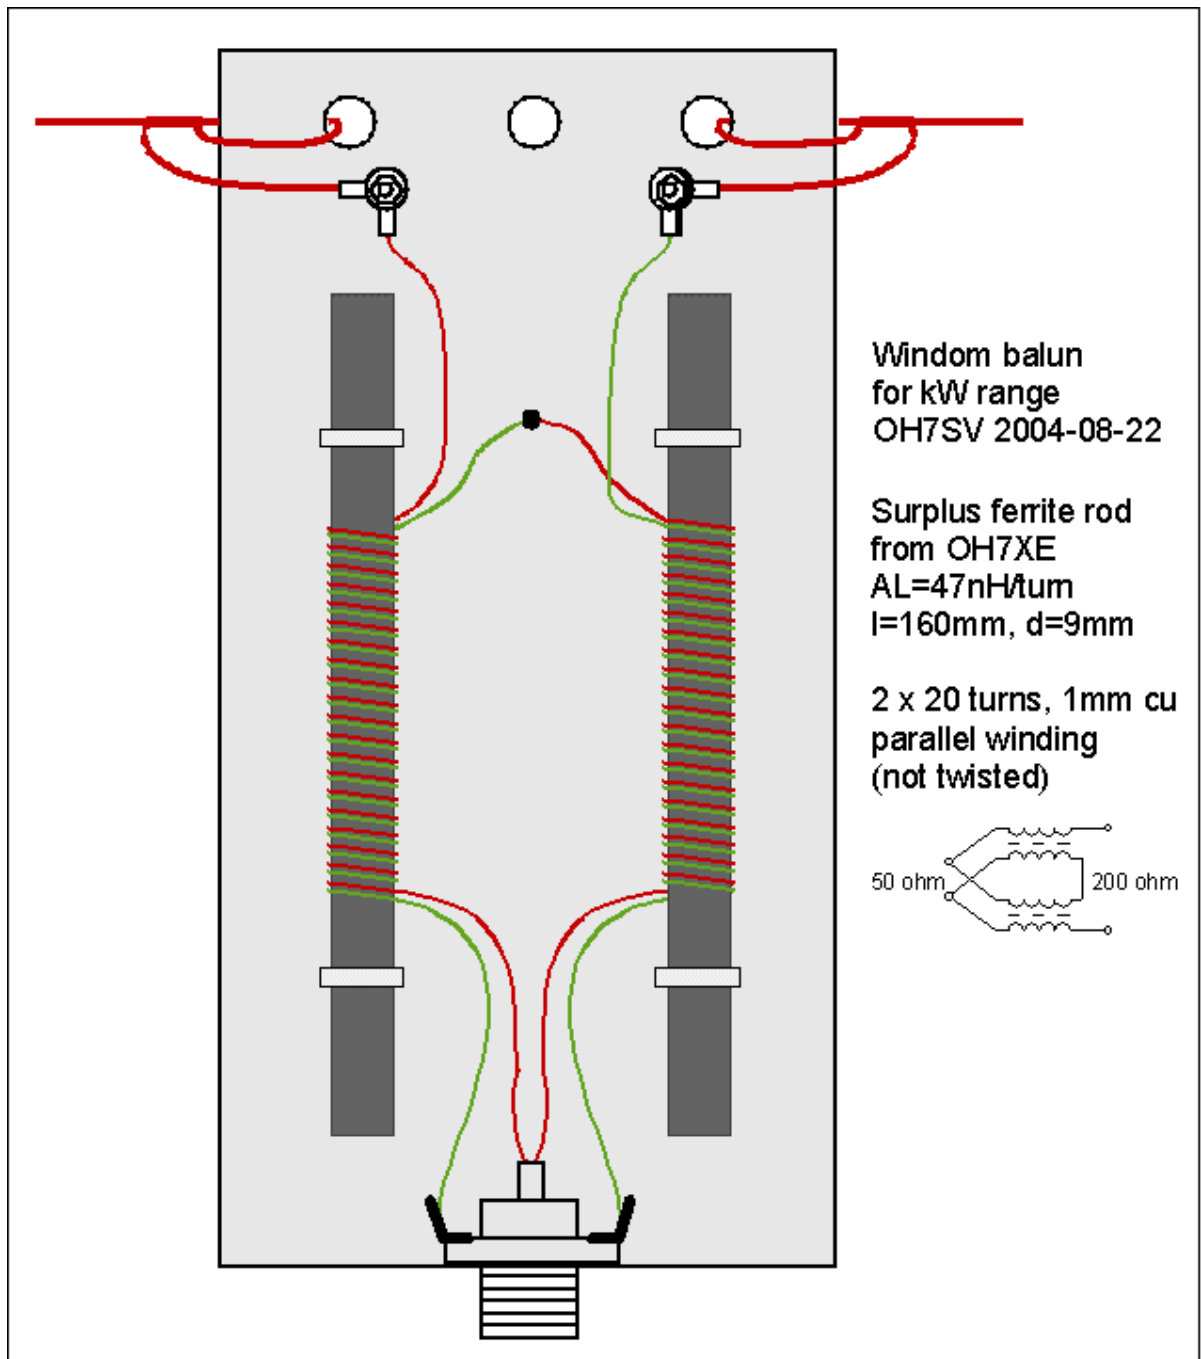 Windom balun
for kW range
OH7SV 2004-08-22
Surplus ferrite rod
from OH7XE
AL=47nH/turn
l=160mm, d=9mm
2 x 20 turns, 1mm cu
parallel winding
(not twisted)
50 ohm
200 ohm